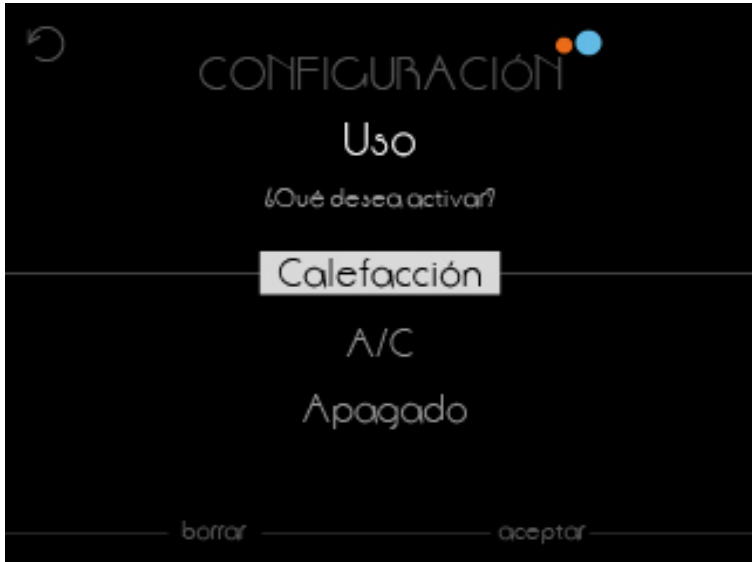 CONFIGURACIÓN
Uso
¿Qué desea activar?
Calefacción
A/C
Apagado
borrar
aceptar